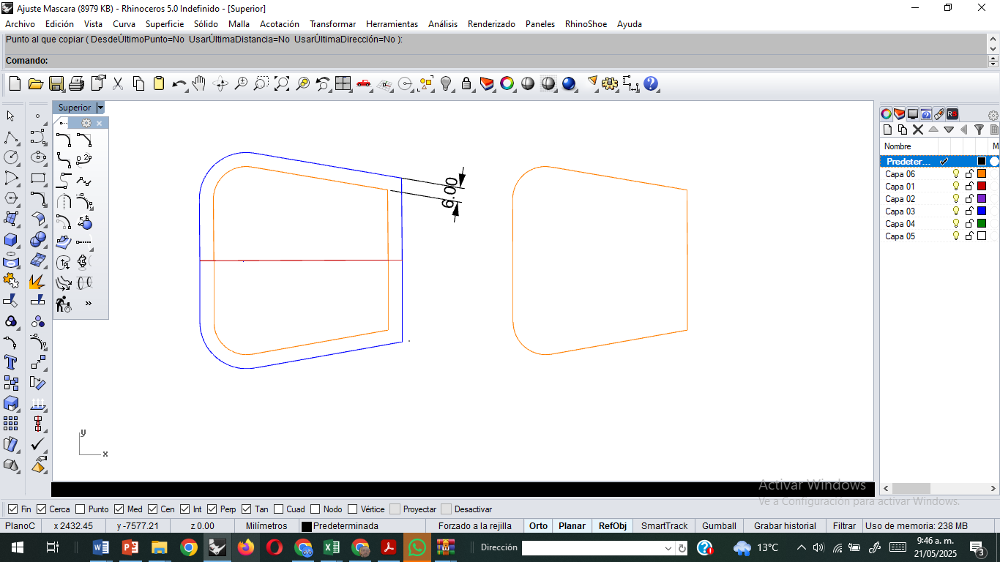 Ajuste Mascara (8979 KB) - Rhinoceros 5.0 Indefinido - [Superior]
Archivo Edición Vista Curva Superficie Sólido Malla Acotación Transformar Herramientas Análisis Renderizado Paneles RhinoShoe Ayuda
Punto al que copiar ( DesdeÚltimoPunto=No UsarÚltimaDistancia=No UsarÚltimaDirección=No ):
Comando:
Superior
Nombre M
Predeter...
Capa 06
Capa 01
Capa 02
Capa 03
Capa 04
Capa 05
6.00
y
x
Activar Windows
Ve a Configuración para activar Windows.
Fin Cerca Punto Med Cen Int Perp Tan Cuad Nodo Vértice Proyectar Desactivar
PlanoC x 2432.45 y -7577.21 z 0.00 Milímetros Predeterminada Forzado a la rejilla Orto Planar RefObj SmartTrack Gumball Grabar historial Filtrar Uso de memoria: 238 MB
Dirección 13°C 9:46 a. m.
21/05/2025
3